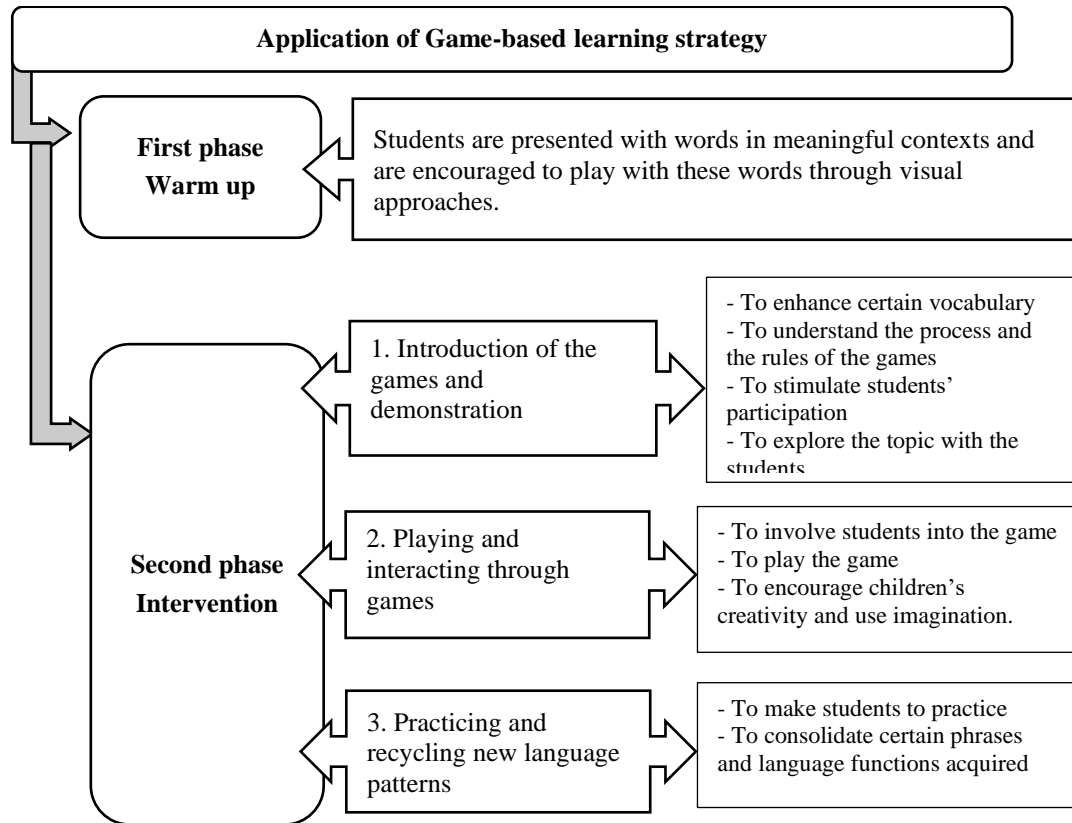 Application of Game-based learning strategy
First phase
Warm up
Students are presented with words in meaningful contexts and
are encouraged to play with these words through visual
approaches.
Second phase
Intervention
1. Introduction of the
games and
demonstration
- To enhance certain vocabulary
- To understand the process and
the rules of the games
- To stimulate students’
participation
- To explore the topic with the
students
2. Playing and
interacting through
games
- To involve students into the game
- To play the game
- To encourage children’s
creativity and use imagination.
3. Practicing and
recycling new language
patterns
- To make students to practice
- To consolidate certain phrases
and language functions acquired